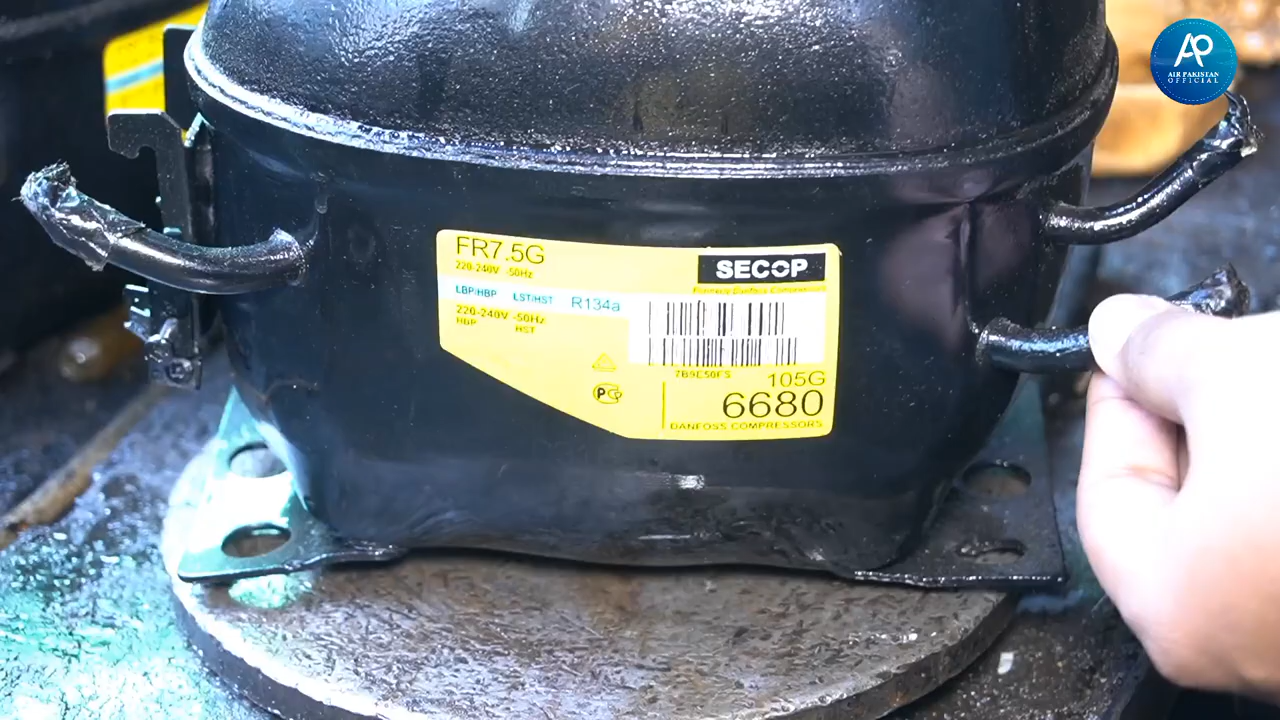 AP
AIR PAKISTAN
OFFICIAL
FR7.5G
220-240V -50Hz
SECOP
Formerly Danfoss Compressors
LBP/HBP LST/HST R134a
220-240V -50Hz
HBP HST
7B9E50FS
105G
6680
DANFOSS COMPRESSORS